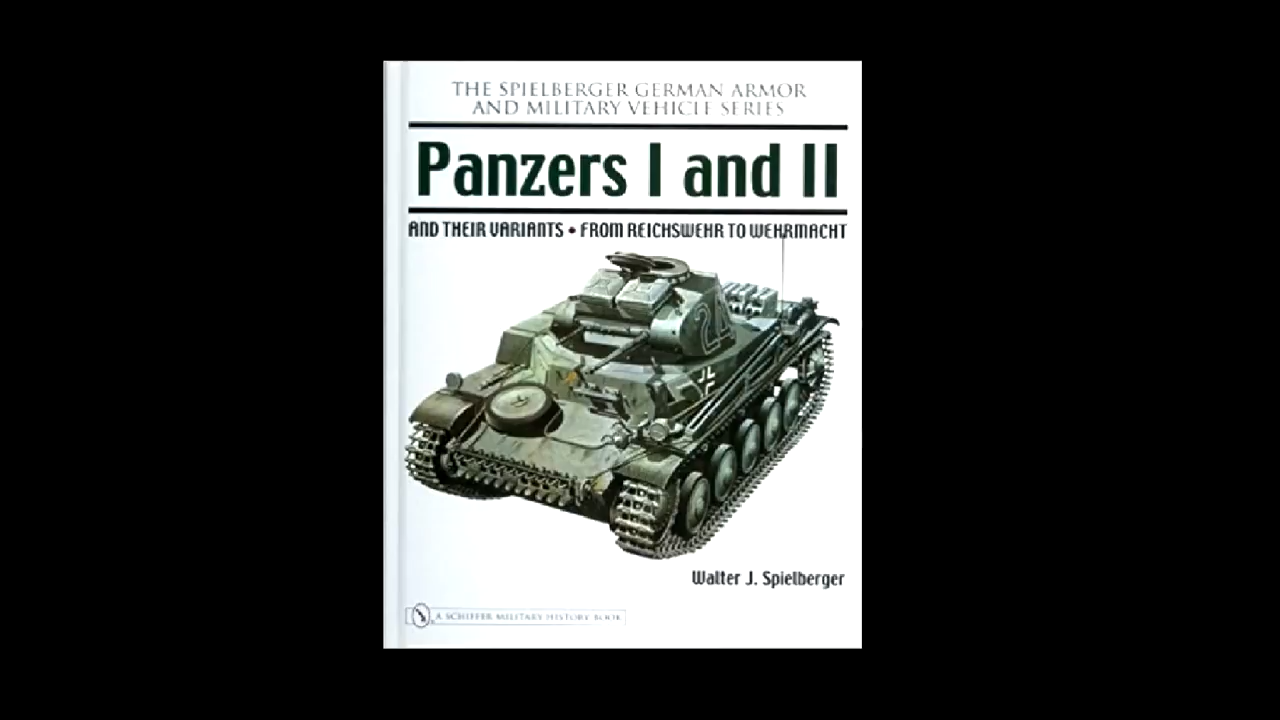 THE SPIELBERGER GERMAN ARMOR
AND MILITARY VEHICLE SERIES
Panzers I and II
AND THEIR VARIANTS • FROM REICHSWEHR TO WEHRMACHT
24
Walter J. Spielberger
A SCHIFFER MILITARY HISTORY BOOK